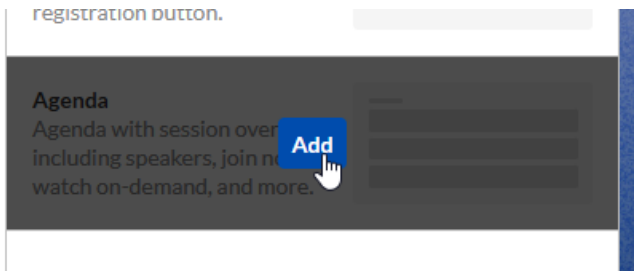 registration button.
Agenda
Agenda with session over
Add
including speakers, join n
watch on-demand, and more.